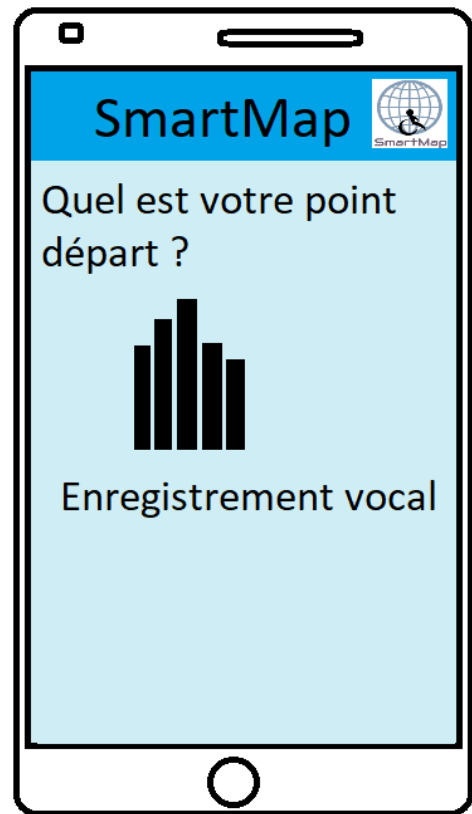 SmartMap
SmartMap
Quel est votre point
départ ?
Enregistrement vocal